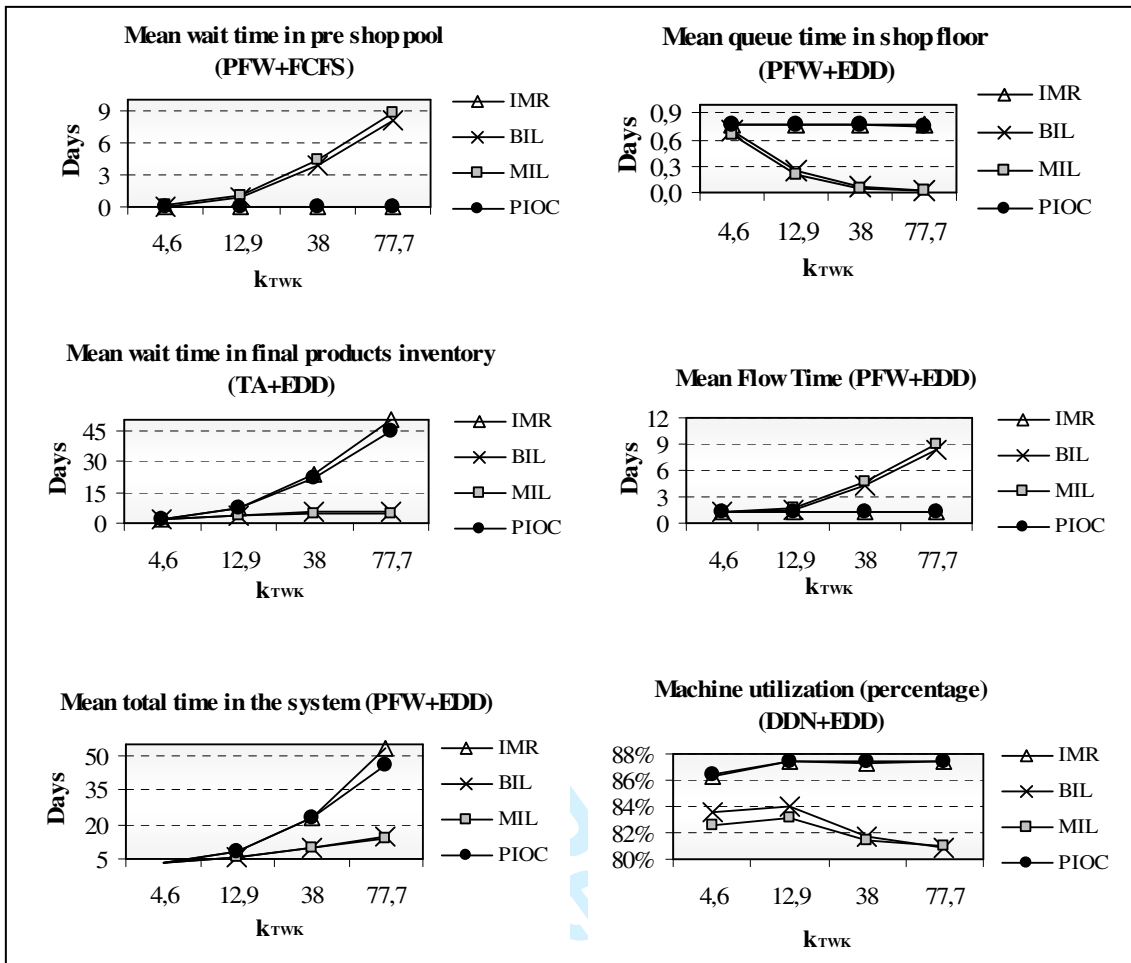 Mean wait time in pre shop pool
(PFW+FCFS)
Days
9
6
3
0
4,6 12,9 38 77,7
kTWK
IMR
BIL
MIL
PIOC
Mean queue time in shop floor
(PFW+EDD)
Days
0,9
0,6
0,3
0,0
4,6 12,9 38 77,7
kTWK
IMR
BIL
MIL
PIOC
Mean wait time in final products inventory
(TA+EDD)
Days
45
30
15
0
4,6 12,9 38 77,7
kTWK
IMR
BIL
MIL
PIOC
Mean Flow Time (PFW+EDD)
Days
12
9
6
3
0
4,6 12,9 38 77,7
kTWK
IMR
BIL
MIL
PIOC
Mean total time in the system (PFW+EDD)
Days
50
35
20
5
4,6 12,9 38 77,7
kTWK
IMR
BIL
MIL
PIOC
Machine utilization (percentage)
(DDN+EDD)
88%
86%
84%
82%
80%
4,6 12,9 38 77,7
kTWK
IMR
BIL
MIL
PIOC